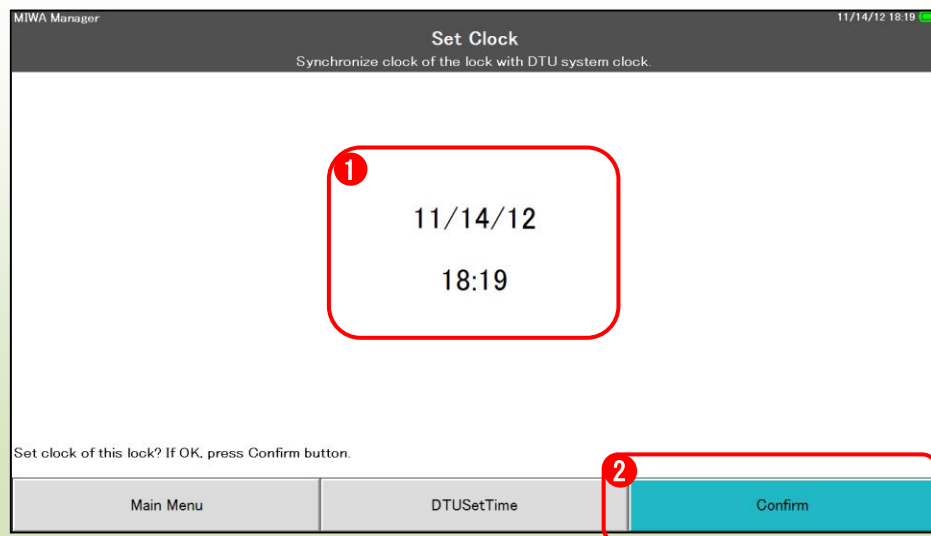 MIWA Manager
11/14/12 18:19
Set Clock
Synchronize clock of the lock with DTU system clock.
1
11/14/12
18:19
Set clock of this lock? If OK, press Confirm button.
2
Main Menu
DTUSetTime
Confirm